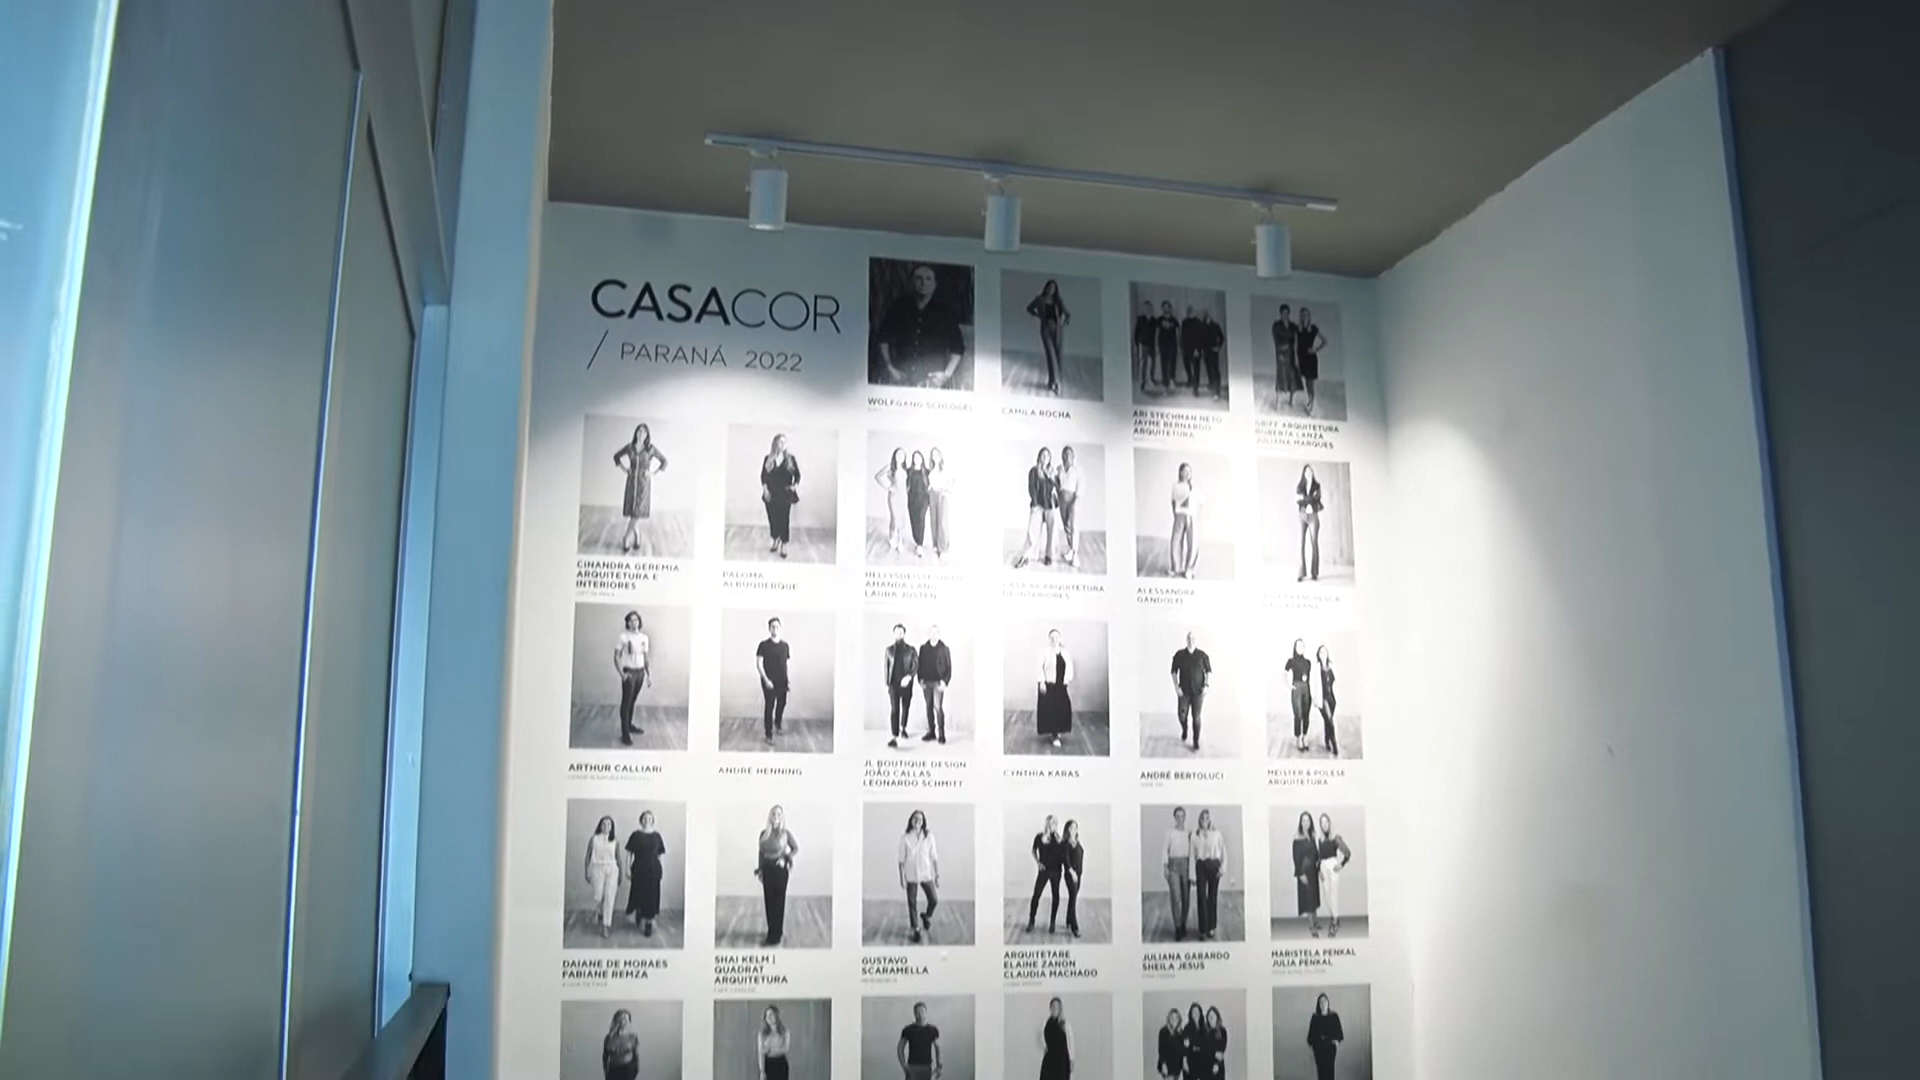 CASACOR
/ PARANÁ 2022
WOLFGANG SCHLÖGEL
CAMILA ROCHA
ARI STECHMAN NETO
JAYME BERNARDO
ARQUITETURA
GRIFF ARQUITETURA
ROBERTA LANZA
JULIANA MARQUES
CINANDRA GEREMIA
ARQUITETURA E
INTERIORES
PALOMA
ALBUQUERQUE
AMANDA
LAURA JUSTEN
ARQUITETURA
DE INTERIORES
ALESSANDRA
GANDOLFI
ARTHUR CALLIARI
ANDRÉ HENNING
JL BOUTIQUE DESIGN
JOÃO CALLAS
LEONARDO SCHMITT
CYNTHIA KARAS
ANDRÉ BERTOLUCI
MEISTER & POLESE
ARQUITETURA
DAIANE DE MORAES
FABIANE REMZA
SHAI KELM |
QUADRAT
ARQUITETURA
GUSTAVO
SCARAMELLA
ARQUITETARE
ELAINE ZANON
CLAUDIA MACHADO
JULIANA GABARDO
SHEILA JESUS
MARISTELA PENKAL
JULIA PENKAL